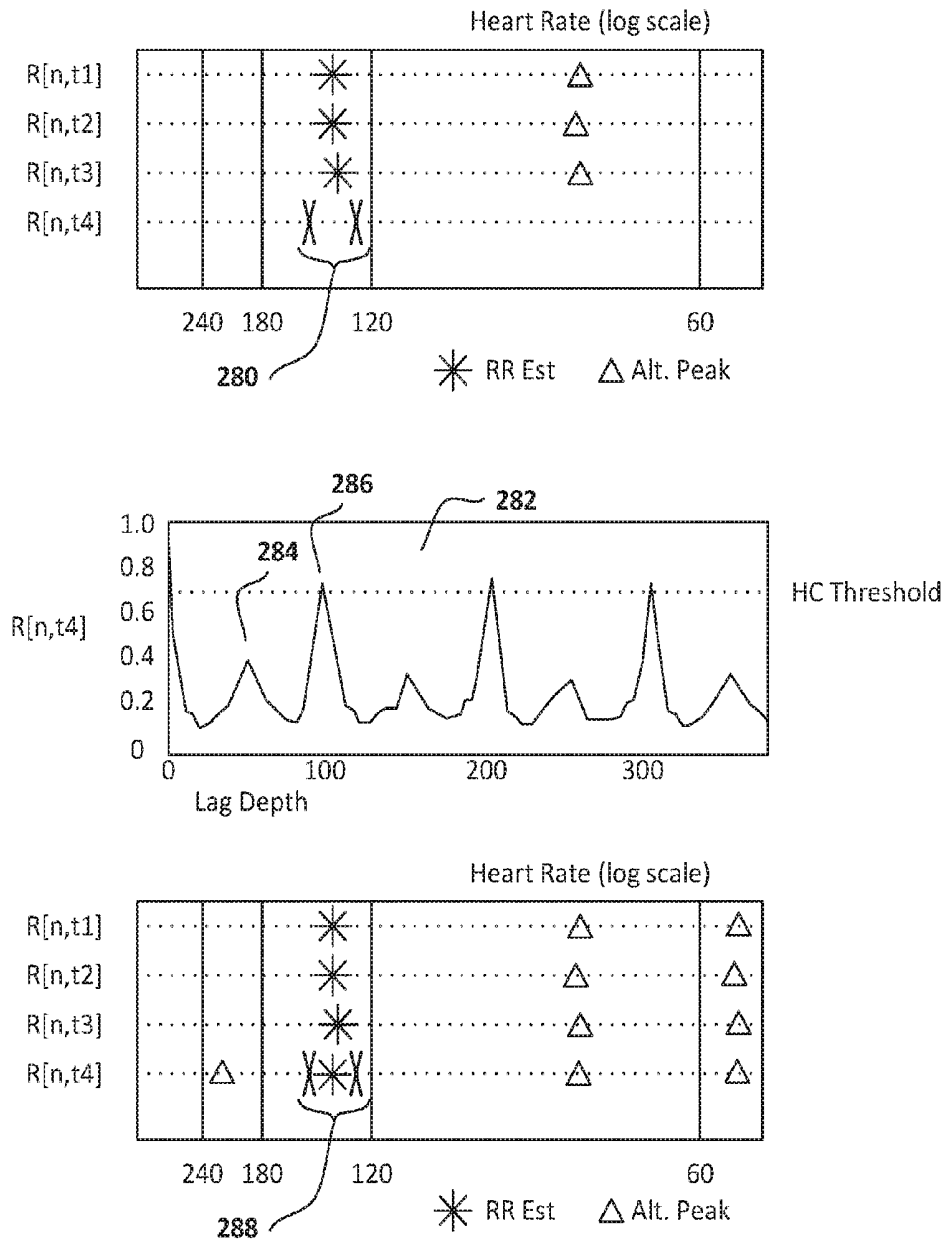 Heart Rate (log scale)
R[n,t1]
R[n,t2]
R[n,t3]
R[n,t4]
240 180 120 60
280
RR Est Alt. Peak
286
282
1.0
284
0.8
HC Threshold
0.6
R[n,t4]
0.4
0.2
0
0 100 200 300
Lag Depth
Heart Rate (log scale)
R[n,t1]
R[n,t2]
R[n,t3]
R[n,t4]
240 180 120 60
RR Est Alt. Peak
288